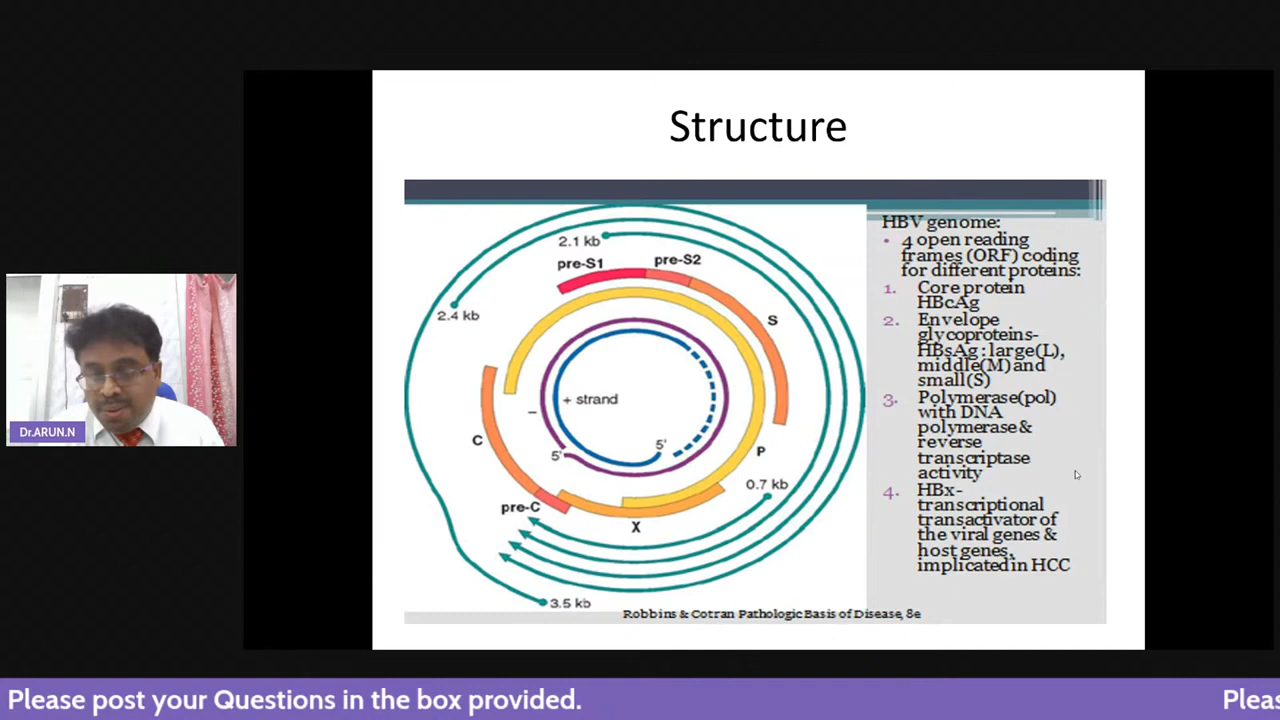 Structure
2.1 kb
pre-S1
pre-S2
2.4 kb
S
+ strand
–
C
5'
5'
P
0.7 kb
pre-C
X
3.5 kb
HBV genome:
• 4 open reading
frames (ORF) coding
for different proteins:
1. Core protein
HBcAg
2. Envelope
glycoproteins-
HBsAg : large(L),
middle(M) and
small(S)
3. Polymerase(pol)
with DNA
polymerase &
reverse
transcriptase
activity
4. HBx-
transcriptional
transactivator of
the viral genes &
host genes,
implicated in HCC
Robbins & Cotran Pathologic Basis of Disease, 8e
Dr.ARUN.N
Please post your Questions in the box provided.
Pleas